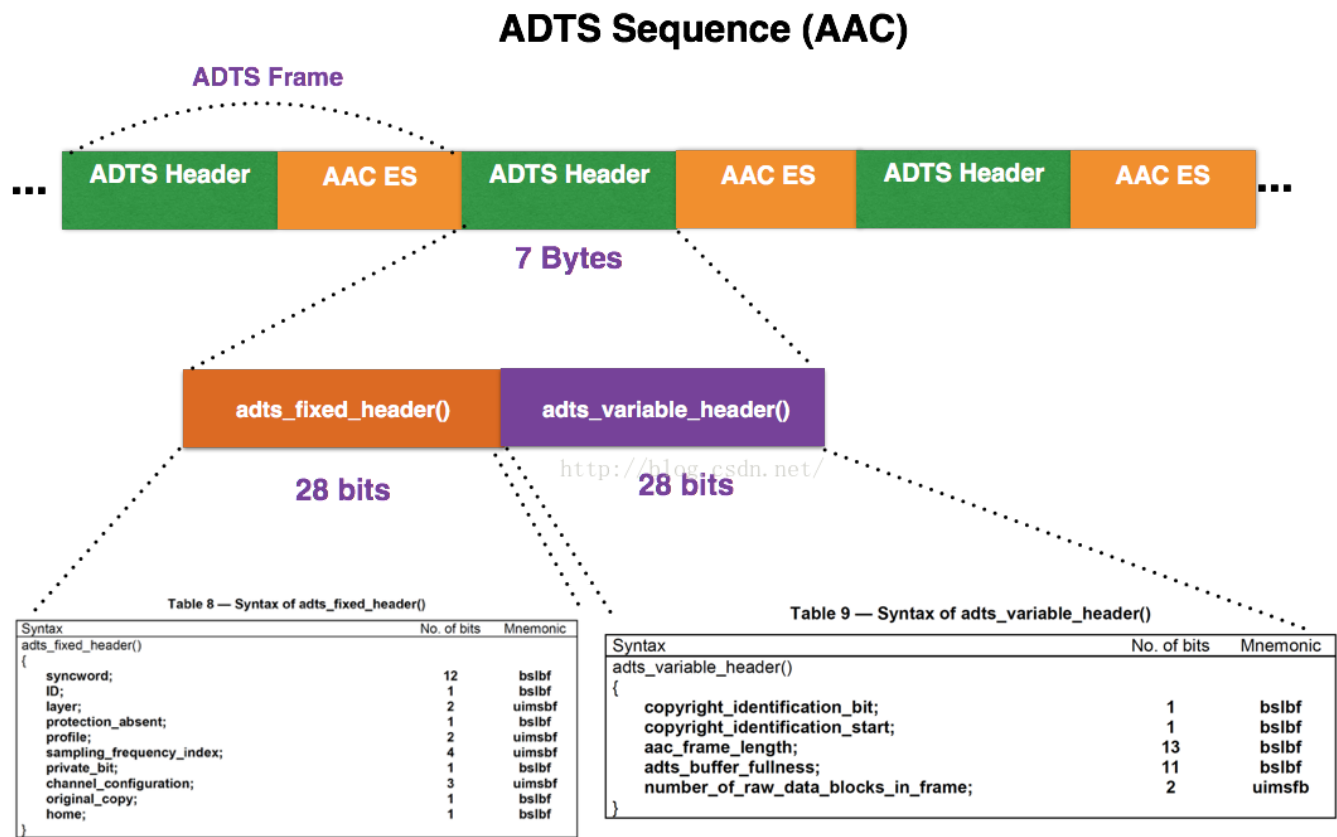 ADTS Sequence (AAC)
ADTS Frame
... ADTS Header AAC ES ADTS Header AAC ES ADTS Header AAC ES ...
7 Bytes
adts_fixed_header() adts_variable_header()
http://blog.csdn.net/
28 bits 28 bits
Table 8 — Syntax of adts_fixed_header()
Syntax No. of bits Mnemonic
adts_fixed_header()
{
syncword; 12 bslbf
ID; 1 bslbf
layer; 2 uimsbf
protection_absent; 1 bslbf
profile; 2 uimsbf
sampling_frequency_index; 4 uimsbf
private_bit; 1 bslbf
channel_configuration; 3 uimsbf
original_copy; 1 bslbf
home; 1 bslbf
}
Table 9 — Syntax of adts_variable_header()
Syntax No. of bits Mnemonic
adts_variable_header()
{
copyright_identification_bit; 1 bslbf
copyright_identification_start; 1 bslbf
aac_frame_length; 13 bslbf
adts_buffer_fullness; 11 bslbf
number_of_raw_data_blocks_in_frame; 2 uimsfb
}